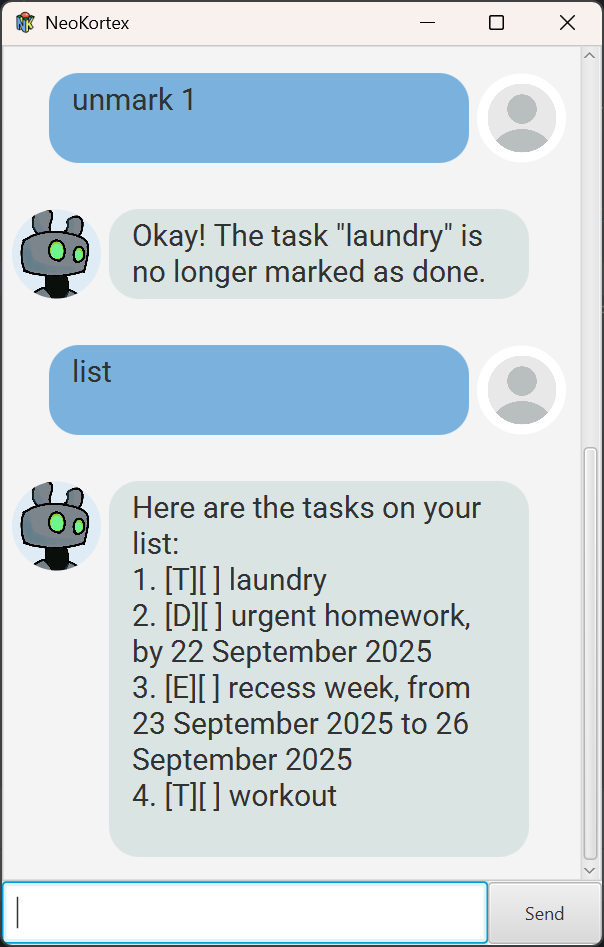 NeoKortex
unmark 1
Okay! The task "laundry" is
no longer marked as done.
list
Here are the tasks on your
list:
1. [T][ ] laundry
2. [D][ ] urgent homework,
by 22 September 2025
3. [E][ ] recess week, from
23 September 2025 to 26
September 2025
4. [T][ ] workout
Send